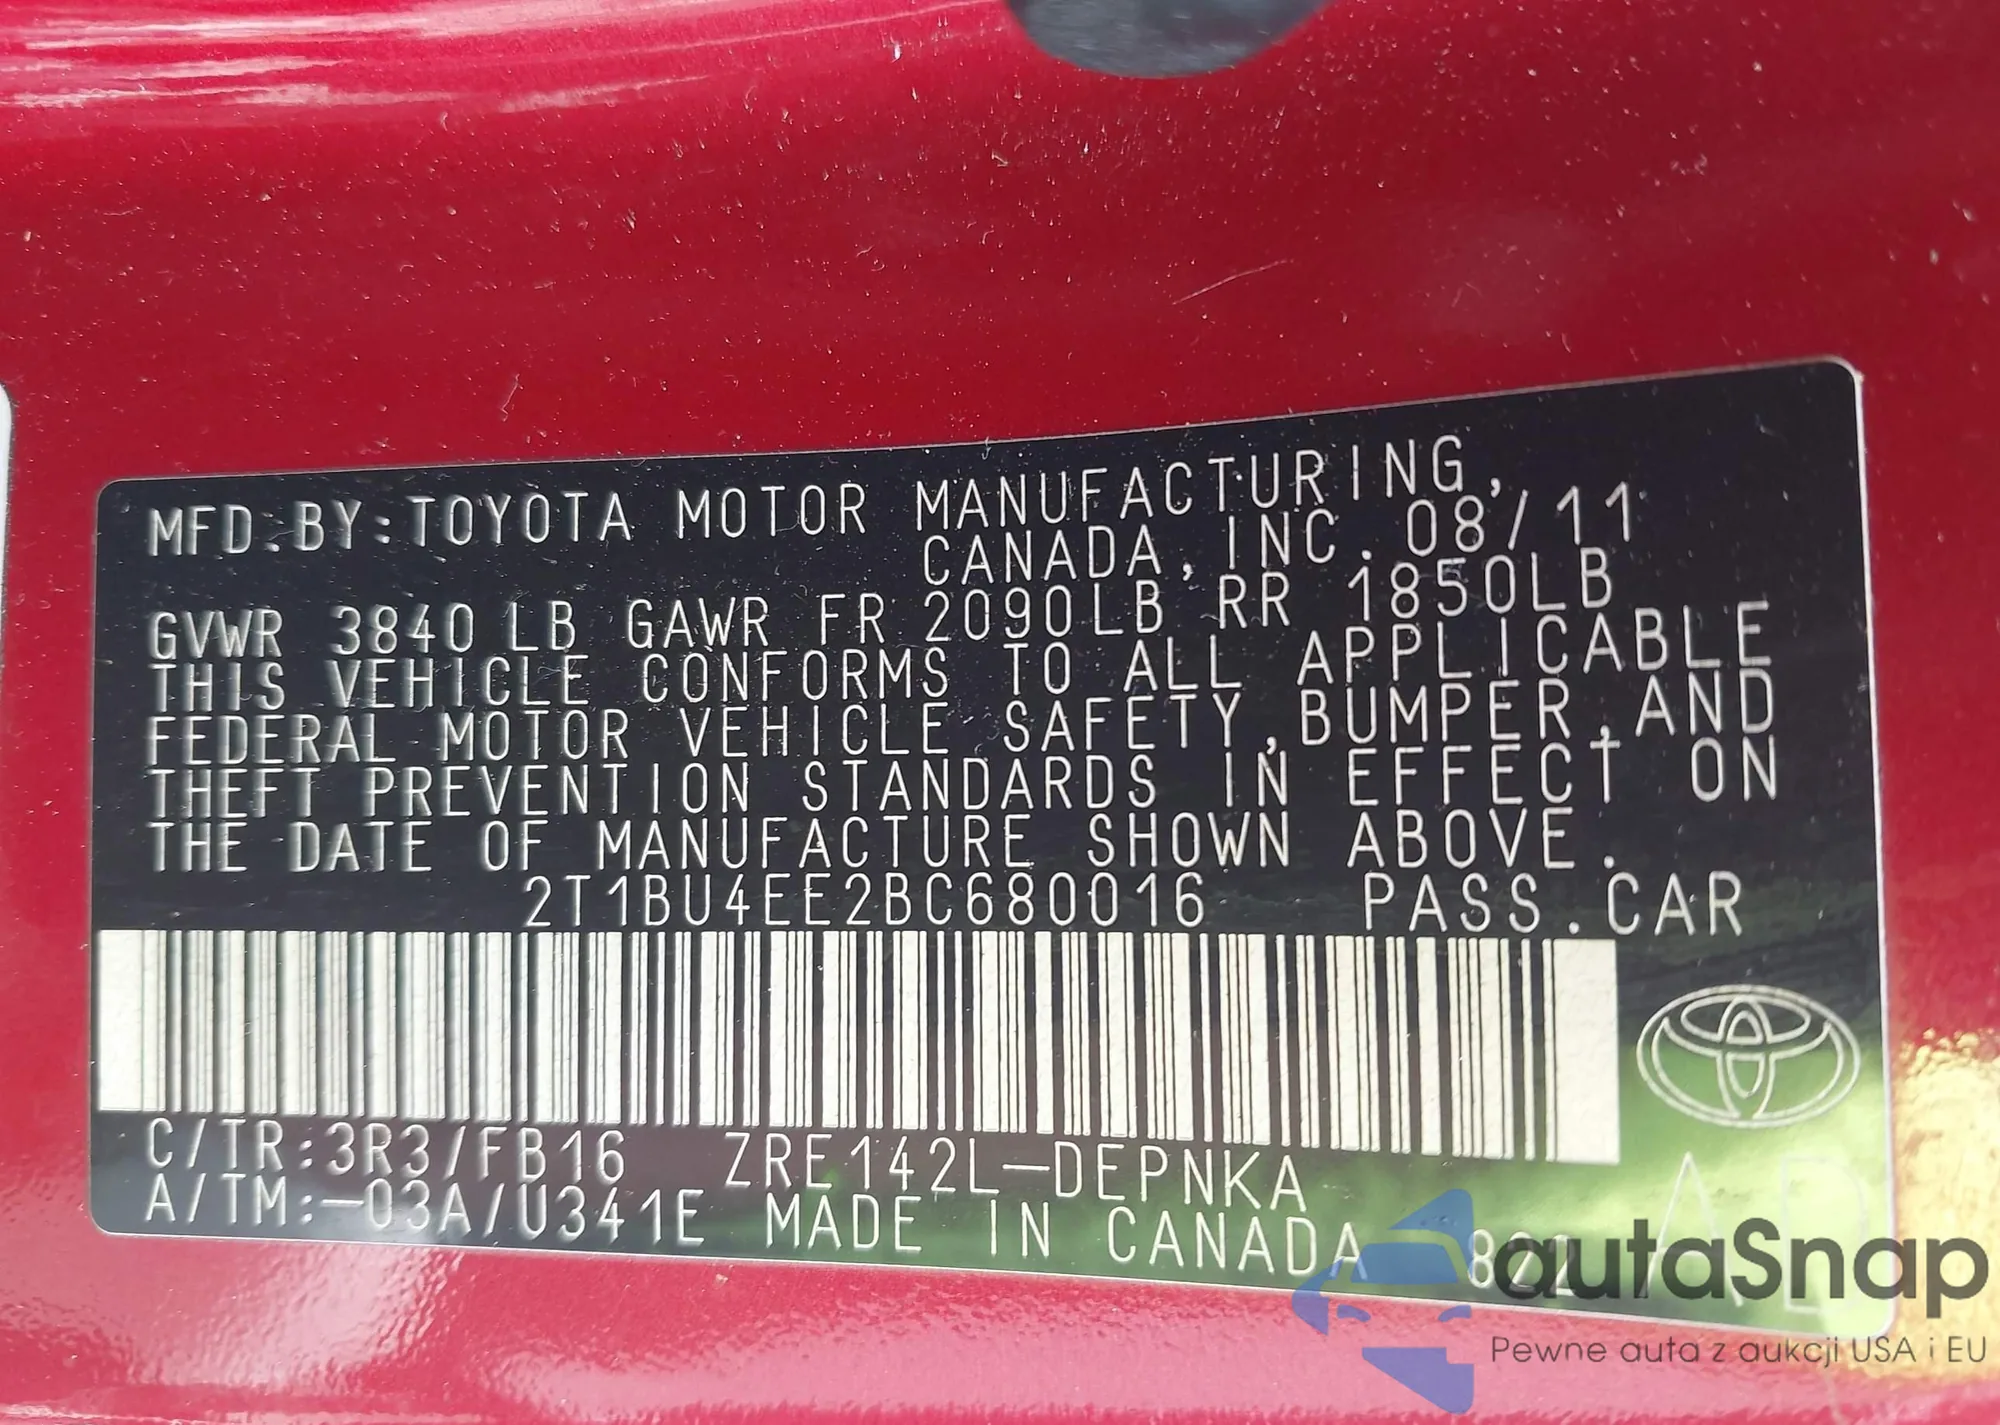 MFD.BY:TOYOTA MOTOR MANUFACTURING,
CANADA, INC. 08/11
GVWR 3840 LB GAWR FR 2090LB RR 1850LB
THIS VEHICLE CONFORMS TO ALL APPLICABLE
FEDERAL MOTOR VEHICLE SAFETY,BUMPER,AND
THEFT PREVENTION STANDARDS IN EFFECT ON
THE DATE OF MANUFACTURE SHOWN ABOVE.
2T1BU4EE2BC680016 PASS.CAR
C/TR:3R3/FB16 ZRE142L-DEPNKA
A/TM:-03A/U341E MADE IN CANADA
autaSnap
Pewne auta z aukcji USA i EU